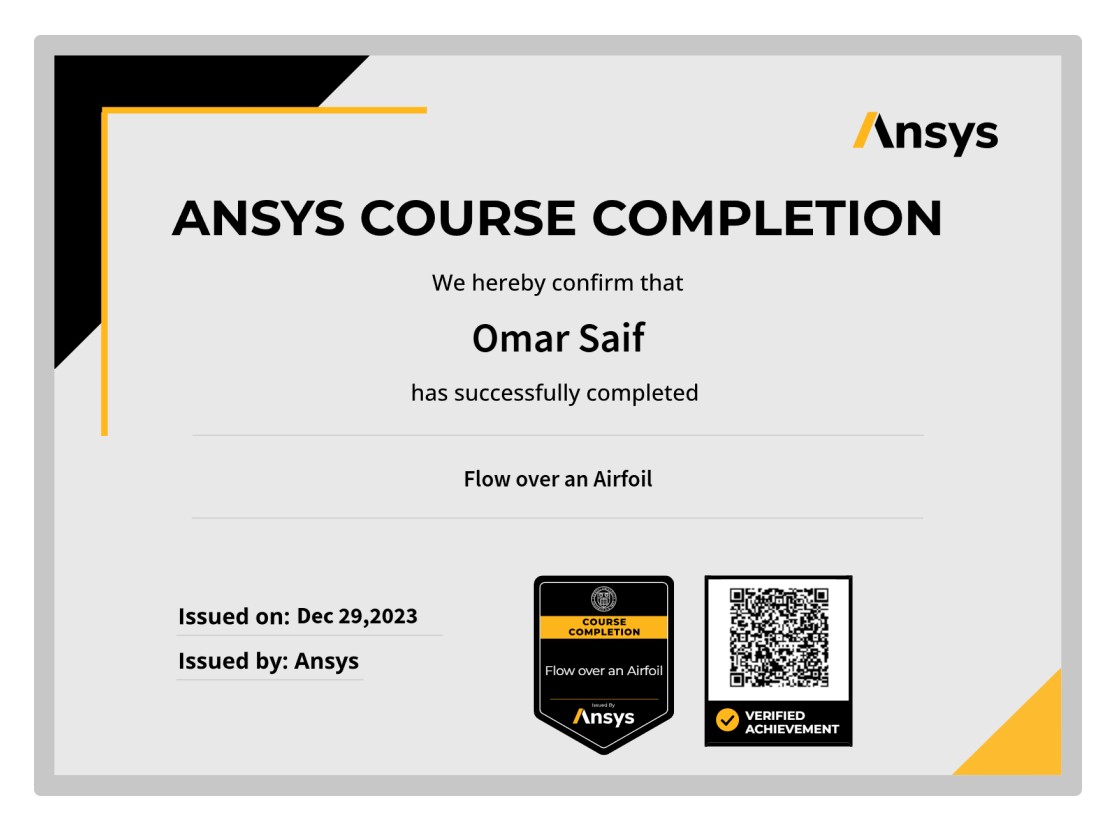 Ansys
ANSYS COURSE COMPLETION
We hereby confirm that
Omar Saif
has successfully completed
Flow over an Airfoil
Issued on: Dec 29,2023
Issued by: Ansys
COURSE
COMPLETION
Flow over an Airfoil
Issued By
Ansys
VERIFIED
ACHIEVEMENT